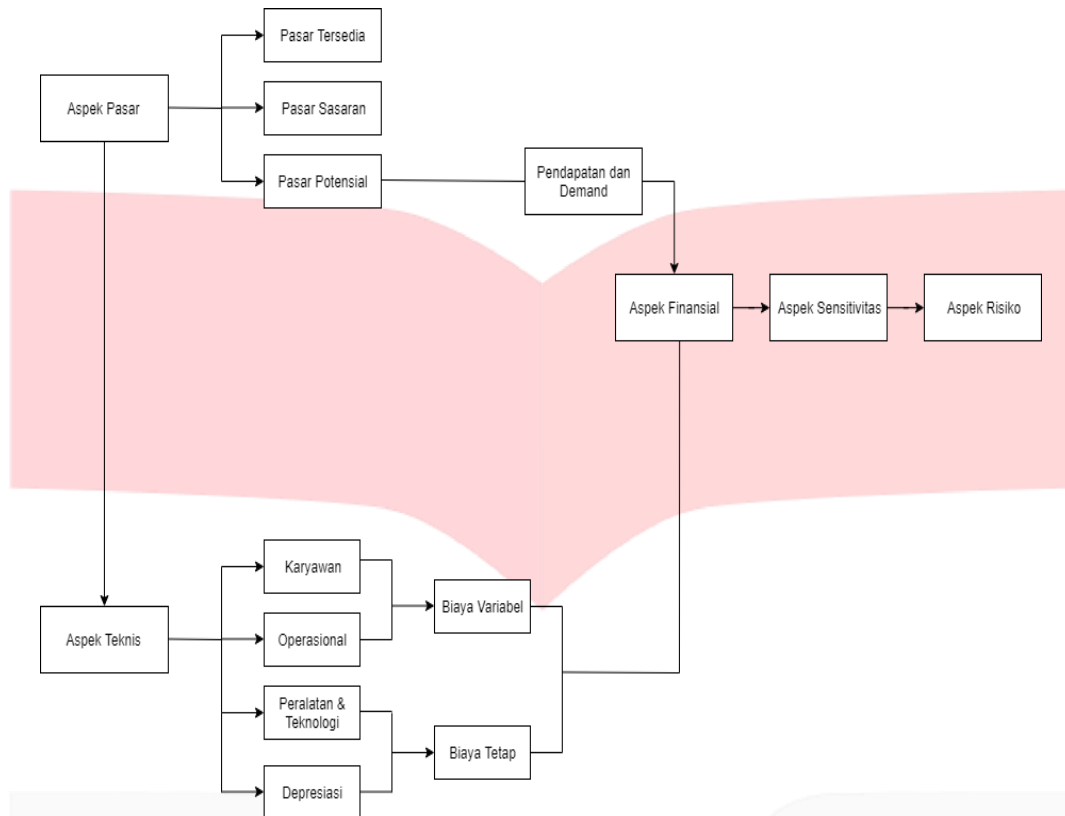 Pasar Tersedia
Aspek Pasar
Pasar Sasaran
Pasar Potensial
Pendapatan dan
Demand
Aspek Finansial
Aspek Sensitivitas
Aspek Risiko
Karyawan
Biaya Variabel
Aspek Teknis
Operasional
Peralatan &
Teknologi
Biaya Tetap
Depresiasi